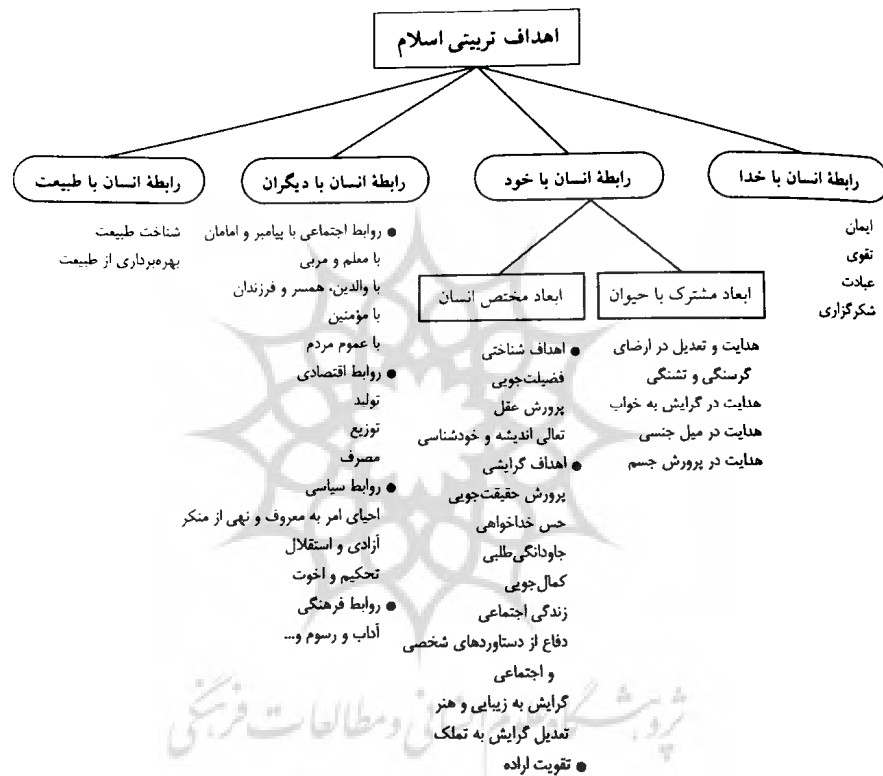 اهداف تربیتی اسلام
رابطهٔ انسان با خدا
ایمان
تقوی
عبادت
شکرگزاری
رابطهٔ انسان با خود
ابعاد مشترک با حیوان
هدایت و تعدیل در ارضای
گرسنگی و تشنگی
هدایت در گرایش به خواب
هدایت در میل جنسی
هدایت در پرورش جسم
ابعاد مختص انسان
● اهداف شناختی
فضیلت‌جویی
پرورش عقل
تعالی اندیشه و خودشناسی
● اهداف گرایشی
پرورش حقیقت‌جویی
حس خداخواهی
جاودانگی‌طلبی
کمال‌جویی
زندگی اجتماعی
دفاع از دستاوردهای شخصی
و اجتماعی
گرایش به زیبایی و هنر
تعدیل گرایش به تملک
● تقویت اراده
رابطهٔ انسان با دیگران
● روابط اجتماعی با پیامبر و امامان
با معلم و مربی
با والدین، همسر و فرزندان
با مؤمنین
با عموم مردم
● روابط اقتصادی
تولید
توزیع
مصرف
● روابط سیاسی
احیای امر به معروف و نهی از منکر
آزادی و استقلال
تحکیم و اخوت
● روابط فرهنگی
آداب و رسوم و...
رابطهٔ انسان با طبیعت
شناخت طبیعت
بهره‌برداری از طبیعت
پژوهشگاه علوم انسانی و مطالعات فرهنگی